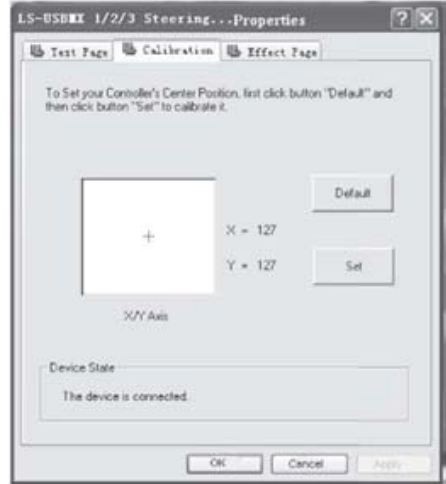 LS-USBMX 1/2/3 Steering...Properties
Test Page
Calibration
Effect Page
To Set your Controller's Center Position, first click button "Default" and
then click button "Set" to calibrate it.
Default
X = 127
Y = 127
Set
X/Y Axis
Device State
The device is connected.
OK
Cancel
Apply